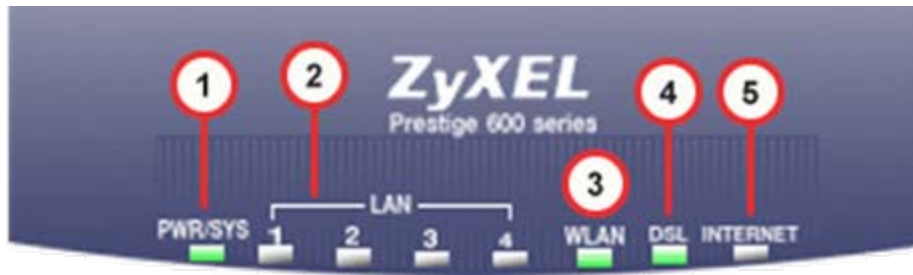 1
2
ZyXEL
4
5
Prestige 600 series
3
LAN
PWR/SYS 1 2 3 4 WLAN DSL INTERNET